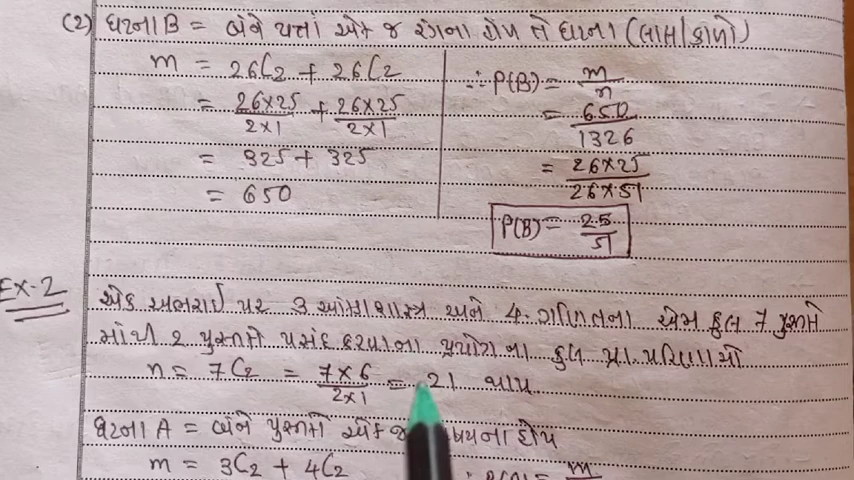 (2) ઘટના B = બંને પત્તાં એક જ રંગના હોય તે ઘટના (લાલ/કાળો)
m = 26C2 + 26C2
= 26×25/2×1 + 26×25/2×1
= 325 + 325
= 650
∴ P(B) = m/n
= 650/1326
= 26×25/26×51
P(B) = 25/51
Ex-2
એક અભરાઈ પર 3 આંકડાશાસ્ત્ર અને 4 ગણિતના એમ કુલ 7 પુસ્તકો
માંથી 2 પુસ્તકો પસંદ કરવાના પ્રયોગના કુલ પ્રા. પરિણામો
n = 7C2 = 7×6/2×1 = 21 થાય
ઘટના A = બંને પુસ્તકો એક જ હોય
m = 3C2 + 4C2
m